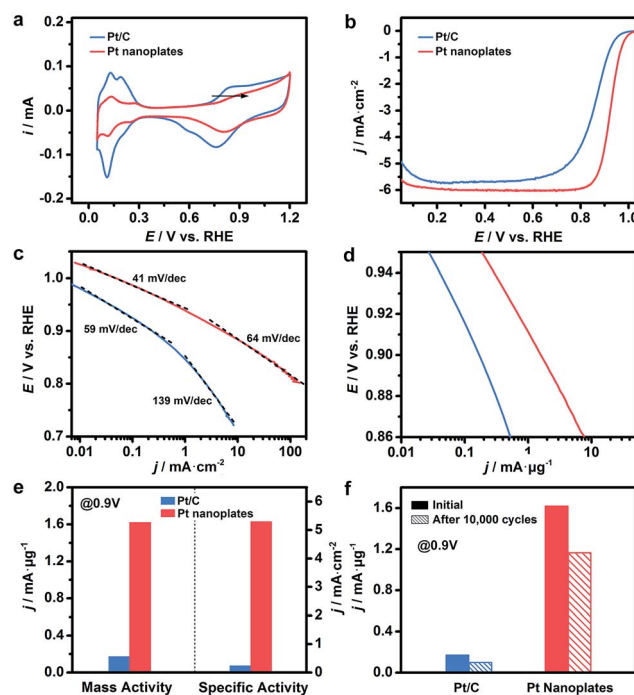 a
Pt/C
Pt nanoplates
0.1
0.0
-0.1
-0.2
i / mA
0.0 0.3 0.6 0.9 1.2
E / V vs. RHE
b
Pt/C
Pt nanoplates
0
-1
-2
-3
-4
-5
-6
j / mA·cm-2
0.2 0.4 0.6 0.8 1.0
E / V vs. RHE
c
1.0
0.9
0.8
0.7
E / V vs. RHE
41 mV/dec
59 mV/dec
64 mV/dec
139 mV/dec
0.01 0.1 1 10 100
j / mA·cm-2
d
0.94
0.92
0.90
0.88
0.86
E / V vs. RHE
0.01 0.1 1 10
j / mA·µg-1
e
@0.9V
Pt/C
Pt nanoplates
2.0
1.6
1.2
0.8
0.4
0.0
j / mA·µg-1
6
5
4
3
2
1
0
j / mA·cm-2
Mass Activity Specific Activity
f
Initial
After 10,000 cycles
@0.9V
1.6
1.2
0.8
0.4
0.0
j / mA·µg-1
Pt/C Pt Nanoplates